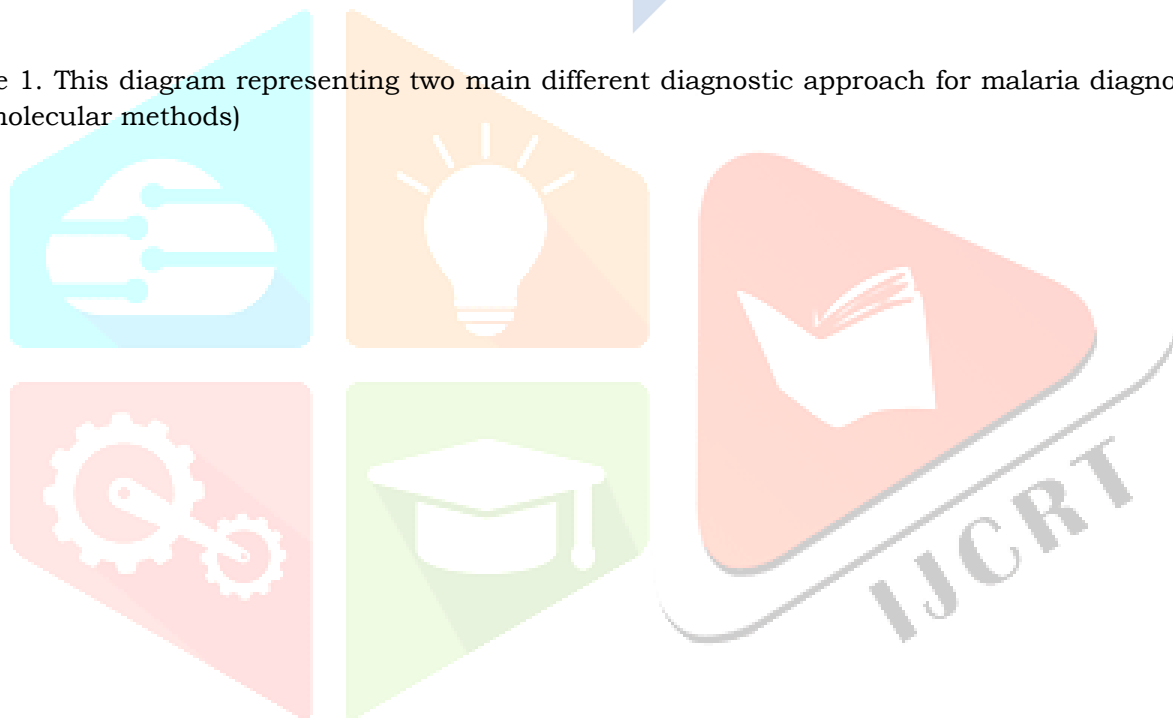 e 1. This diagram representing two main different diagnostic approach for malaria diagno
nolecular methods)
IJCRT